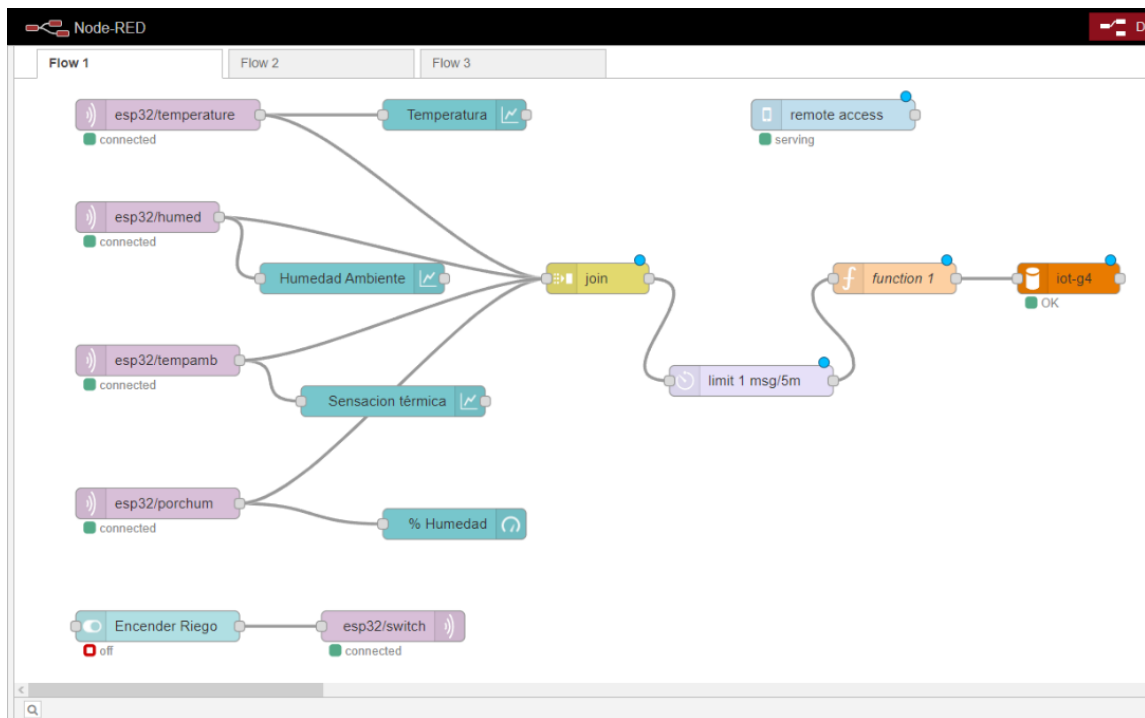 Node-RED
D
Flow 1
Flow 2
Flow 3
esp32/temperature
connected
Temperatura
remote access
serving
esp32/humed
connected
Humedad Ambiente
join
function 1
iot-g4
OK
esp32/tempamb
connected
Sensacion térmica
limit 1 msg/5m
esp32/porchum
connected
% Humedad
Encender Riego
off
esp32/switch
connected